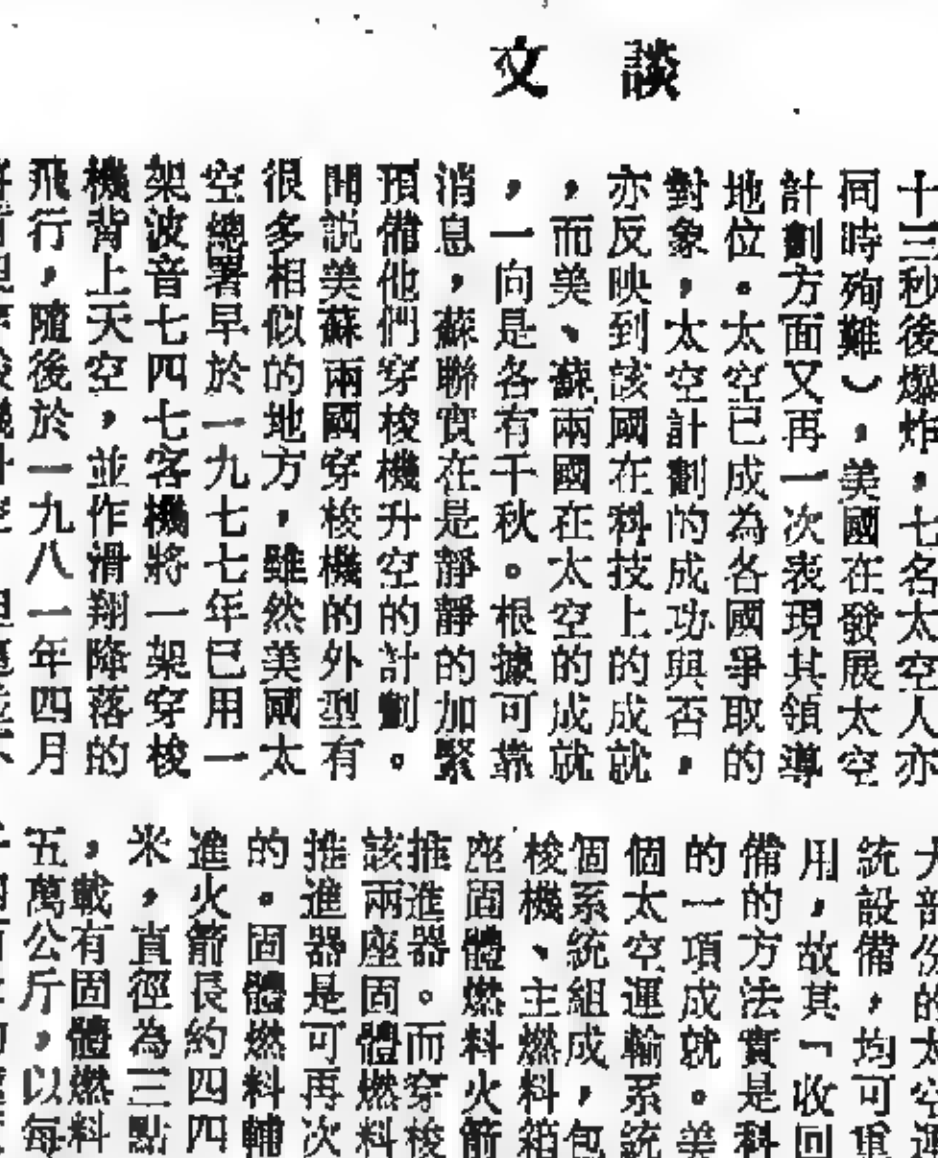 文談
十三秒後爆炸,七名太空人亦
同時殉難),美國在發展太空
計劃方面又再一次表現其領導
地位。太空已成為各國爭取的
對象,太空計劃的成功與否,
亦反映到該國在科技上的成就
,而美、蘇兩國在太空的成就
,一向是各有千秋。根據可靠
消息,蘇聯實在是靜靜的加緊
預備他們穿梭機升空的計劃。
聞説美蘇兩國穿梭機的外型有
很多相似的地方,雖然美國太
空總署早於一九七七年已用一
架波音七四七客機將一架穿梭
機背上天空,並作滑翔降落的
飛行,隨後於一九八一年四月
大部份的太空運
統設備,均可重
用,故其「收回
備的方法實是科
的一項成就。美
個太空運輸系統
個系統組成,包
梭機、主燃料箱
座固體燃料火箭
推進器。而穿梭
該兩座固體燃料
推進器是可再次
的。固體燃料輔
進火箭長約四四
米,直徑為三點
,載有固體燃料
五萬公斤,以每